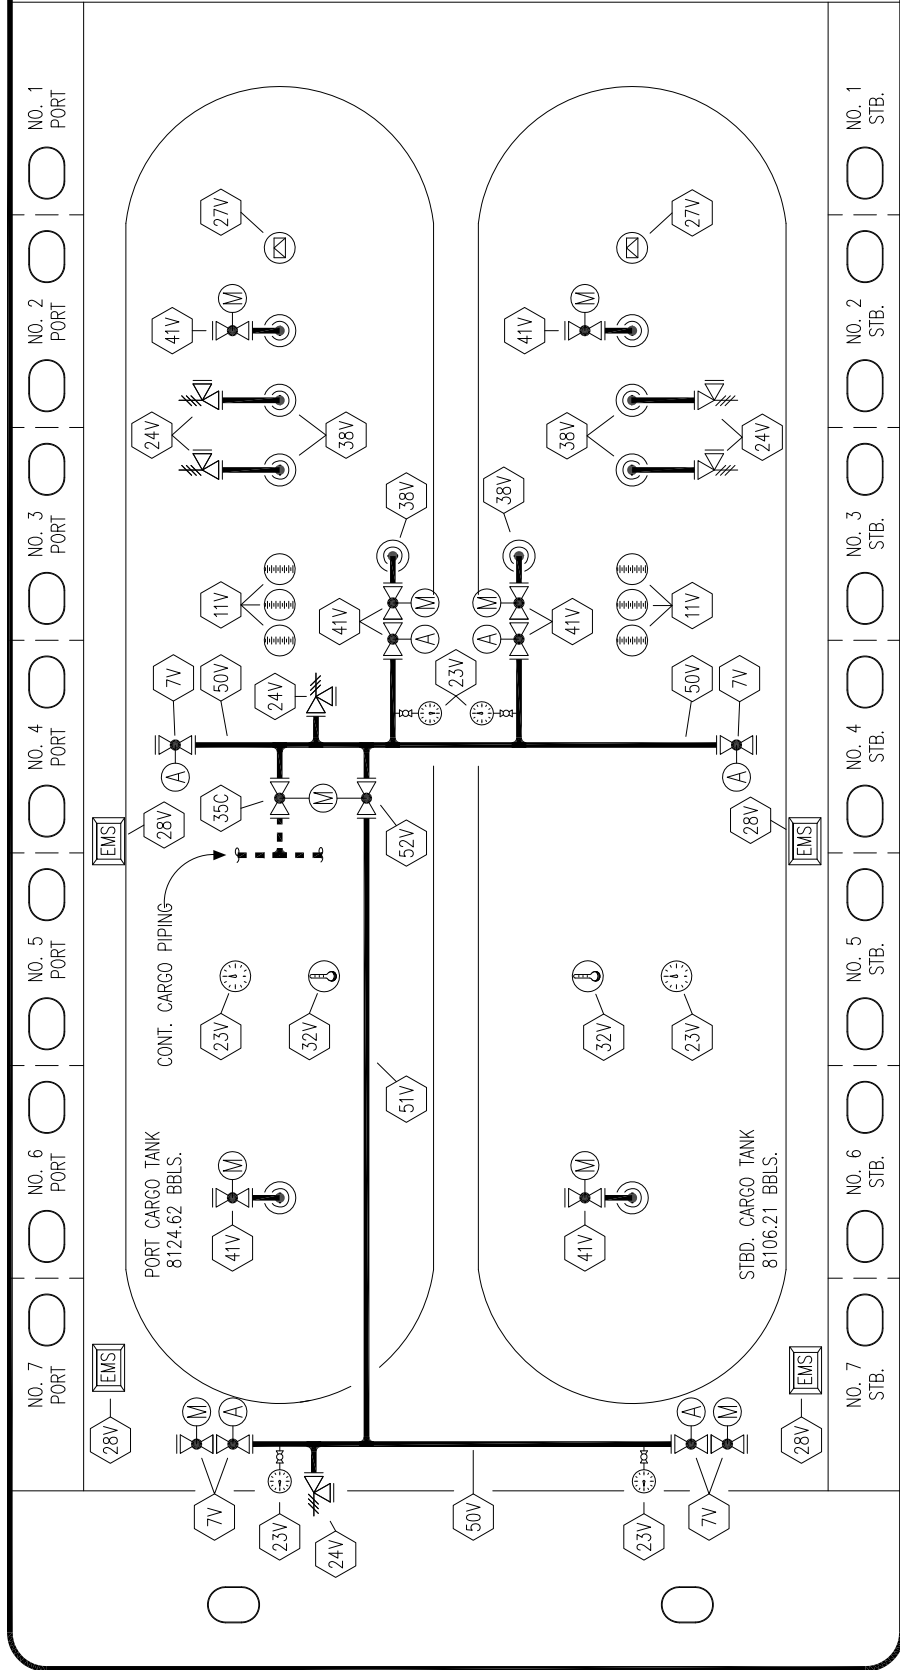 NO. 1
PORT
NO. 2
PORT
NO. 3
PORT
NO. 4
PORT
NO. 5
PORT
NO. 6
PORT
NO. 7
PORT
27V
41V
M
24V
38V
11V
38V
41V
M
A
7V
50V
24V
23V
A
35C
M
52V
EMS
28V
CONT. CARGO PIPING
23V
32V
51V
PORT CARGO TANK
8124.62 BBLS.
M
41V
EMS
28V
M
A
7V
23V
24V
50V
27V
41V
M
38V
24V
38V
M
A
41V
11V
50V
7V
A
28V
EMS
32V
23V
STBD. CARGO TANK
8106.21 BBLS.
M
41V
EMS
28V
A
M
7V
23V
NO. 1
STB.
NO. 2
STB.
NO. 3
STB.
NO. 4
STB.
NO. 5
STB.
NO. 6
STB.
NO. 7
STB.